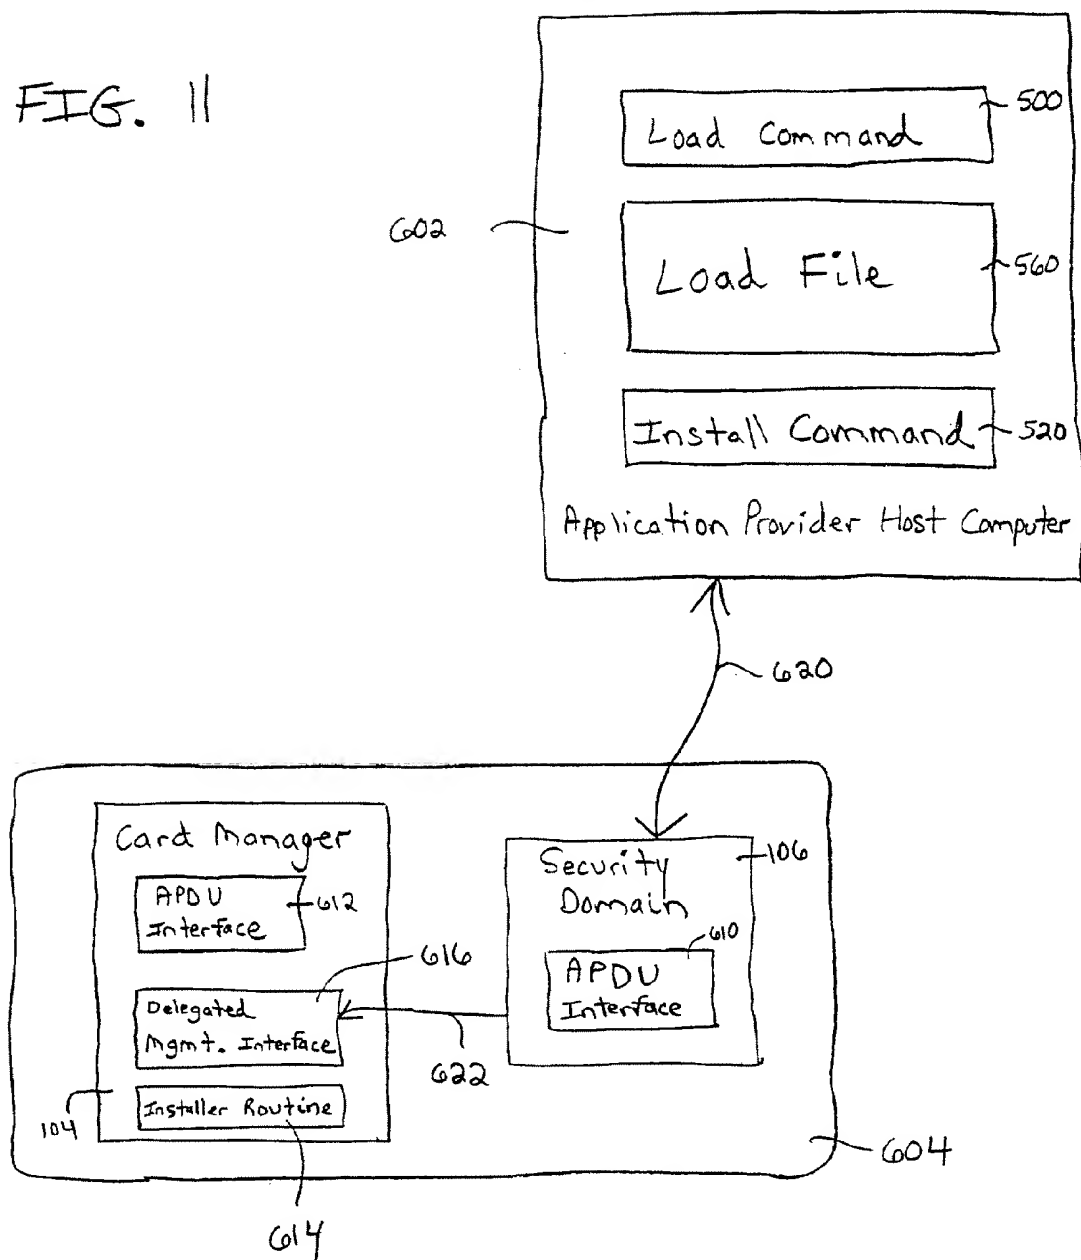 FIG. 11
Load Command
500
602
Load File
560
Install Command
520
Application Provider Host Computer
620
Card Manager
APDU
Interface
612
616
Delegated
Mgmt. Interface
622
Installer Routine
104
614
Security
Domain
106
610
APDU
Interface
604